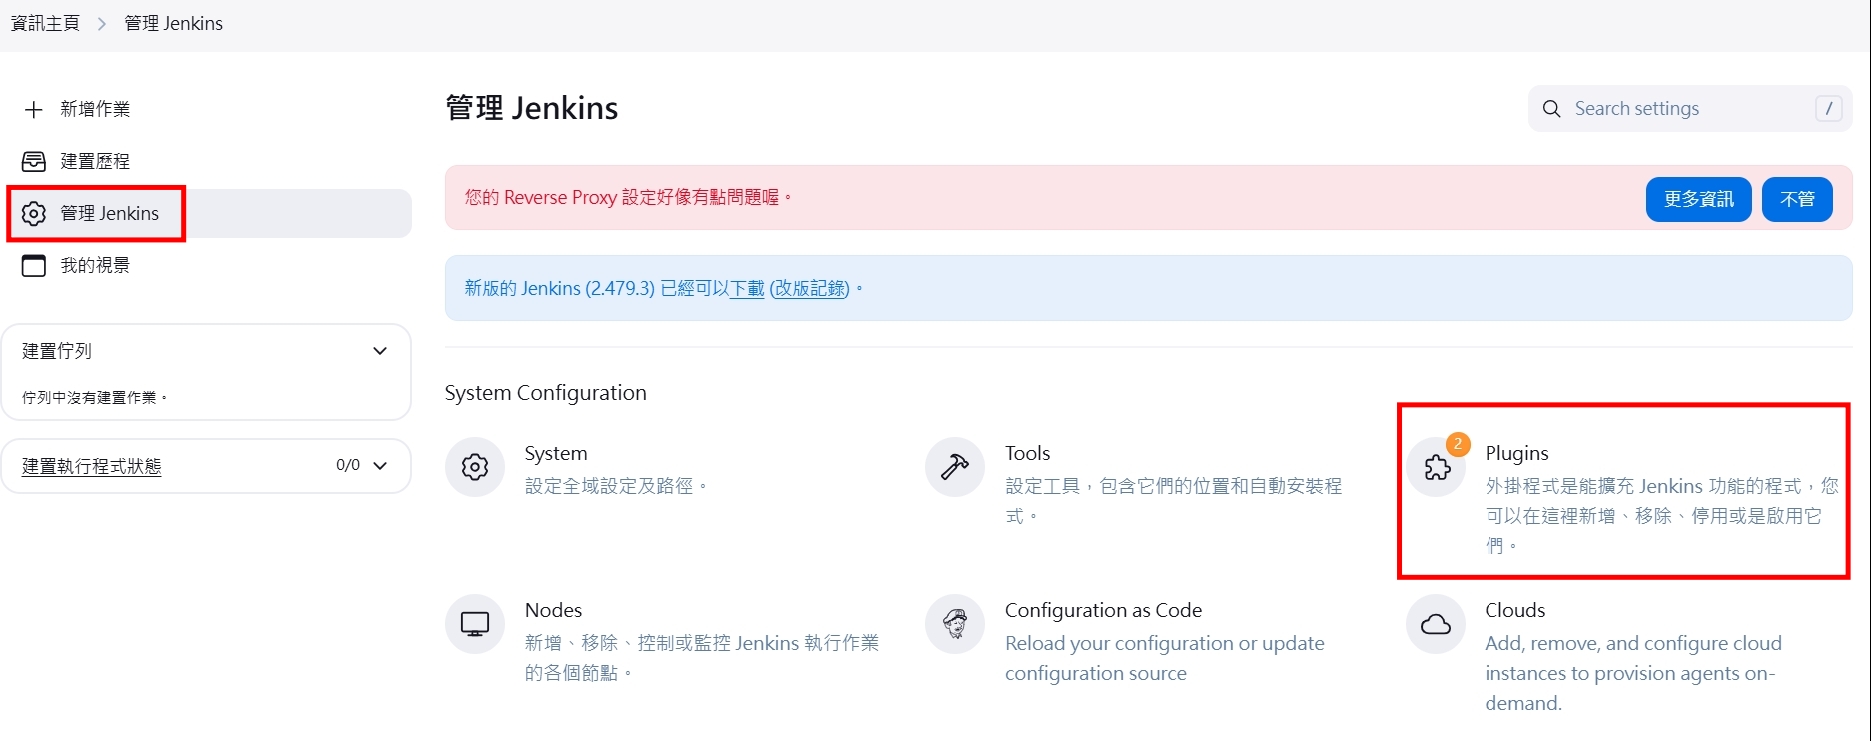 資訊主頁 > 管理 Jenkins
新增作業
建置歷程
管理 Jenkins
我的視景
建置佇列
佇列中沒有建置作業。
建置執行程式狀態 0/0
管理 Jenkins
Search settings /
您的 Reverse Proxy 設定好像有點問題喔。 更多資訊 不管
新版的 Jenkins (2.479.3) 已經可以下載 (改版記錄)。
System Configuration
System
設定全域設定及路徑。
Tools
設定工具，包含它們的位置和自動安裝程
式。
2
Plugins
外掛程式是能擴充 Jenkins 功能的程式，您
可以在這裡新增、移除、停用或是啟用它
們。
Nodes
新增、移除、控制或監控 Jenkins 執行作業
的各個節點。
Configuration as Code
Reload your configuration or update
configuration source
Clouds
Add, remove, and configure cloud
instances to provision agents on-
demand.